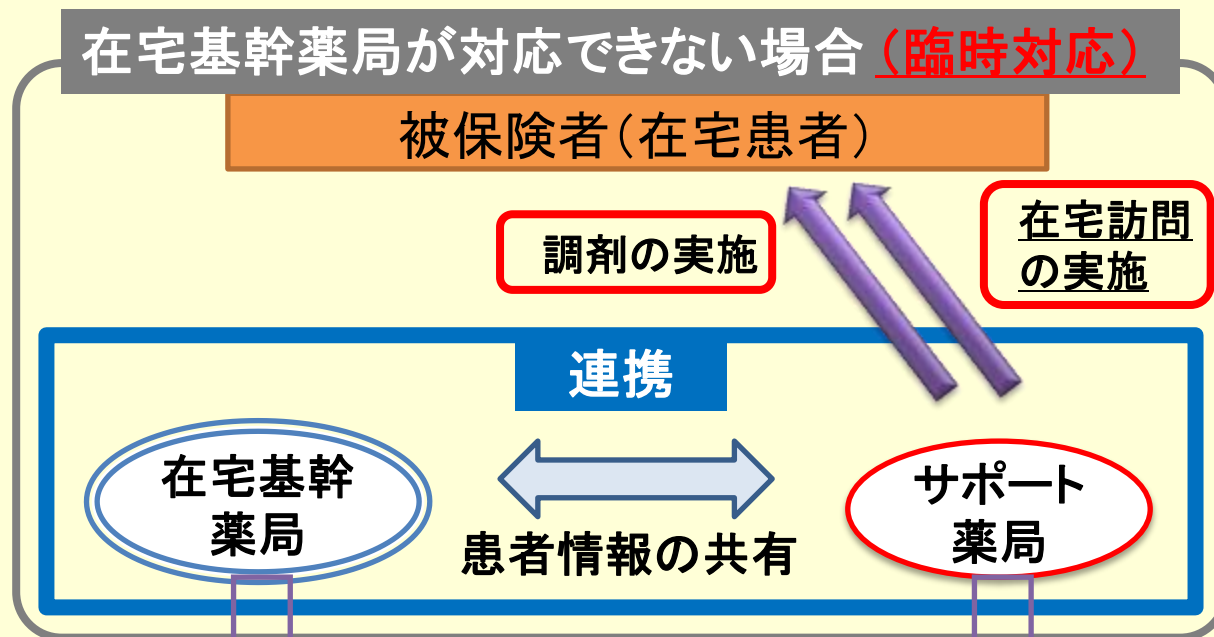 在宅基幹薬局が対応できない場合(臨時対応)
被保険者(在宅患者)
調剤の実施
在宅訪問
の実施
連携
在宅基幹
薬局
患者情報の共有
サポート
薬局